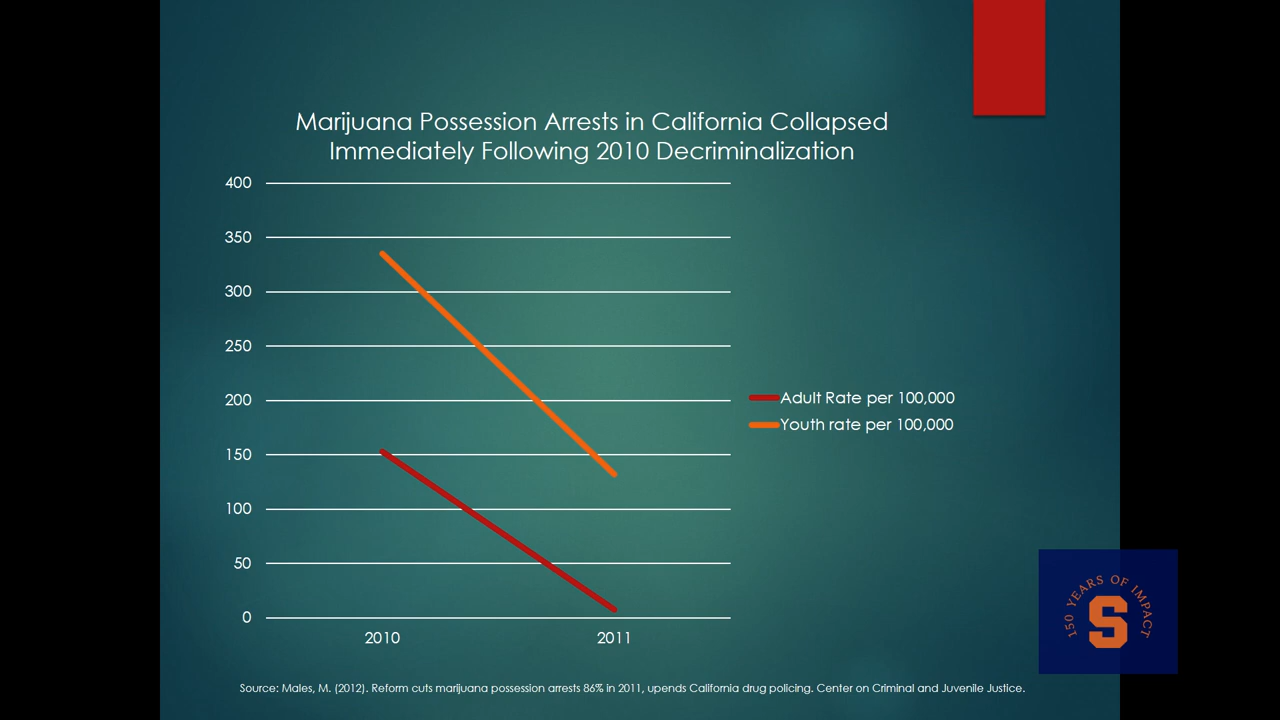 Marijuana Possession Arrests in California Collapsed
Immediately Following 2010 Decriminalization
400
350
300
250
200
150
100
50
0
2010 2011
Adult Rate per 100,000
Youth rate per 100,000
150 YEARS OF IMPACT
S
Source: Males, M. (2012). Reform cuts marijuana possession arrests 86% in 2011, upends California drug policing. Center on Criminal and Juvenile Justice.